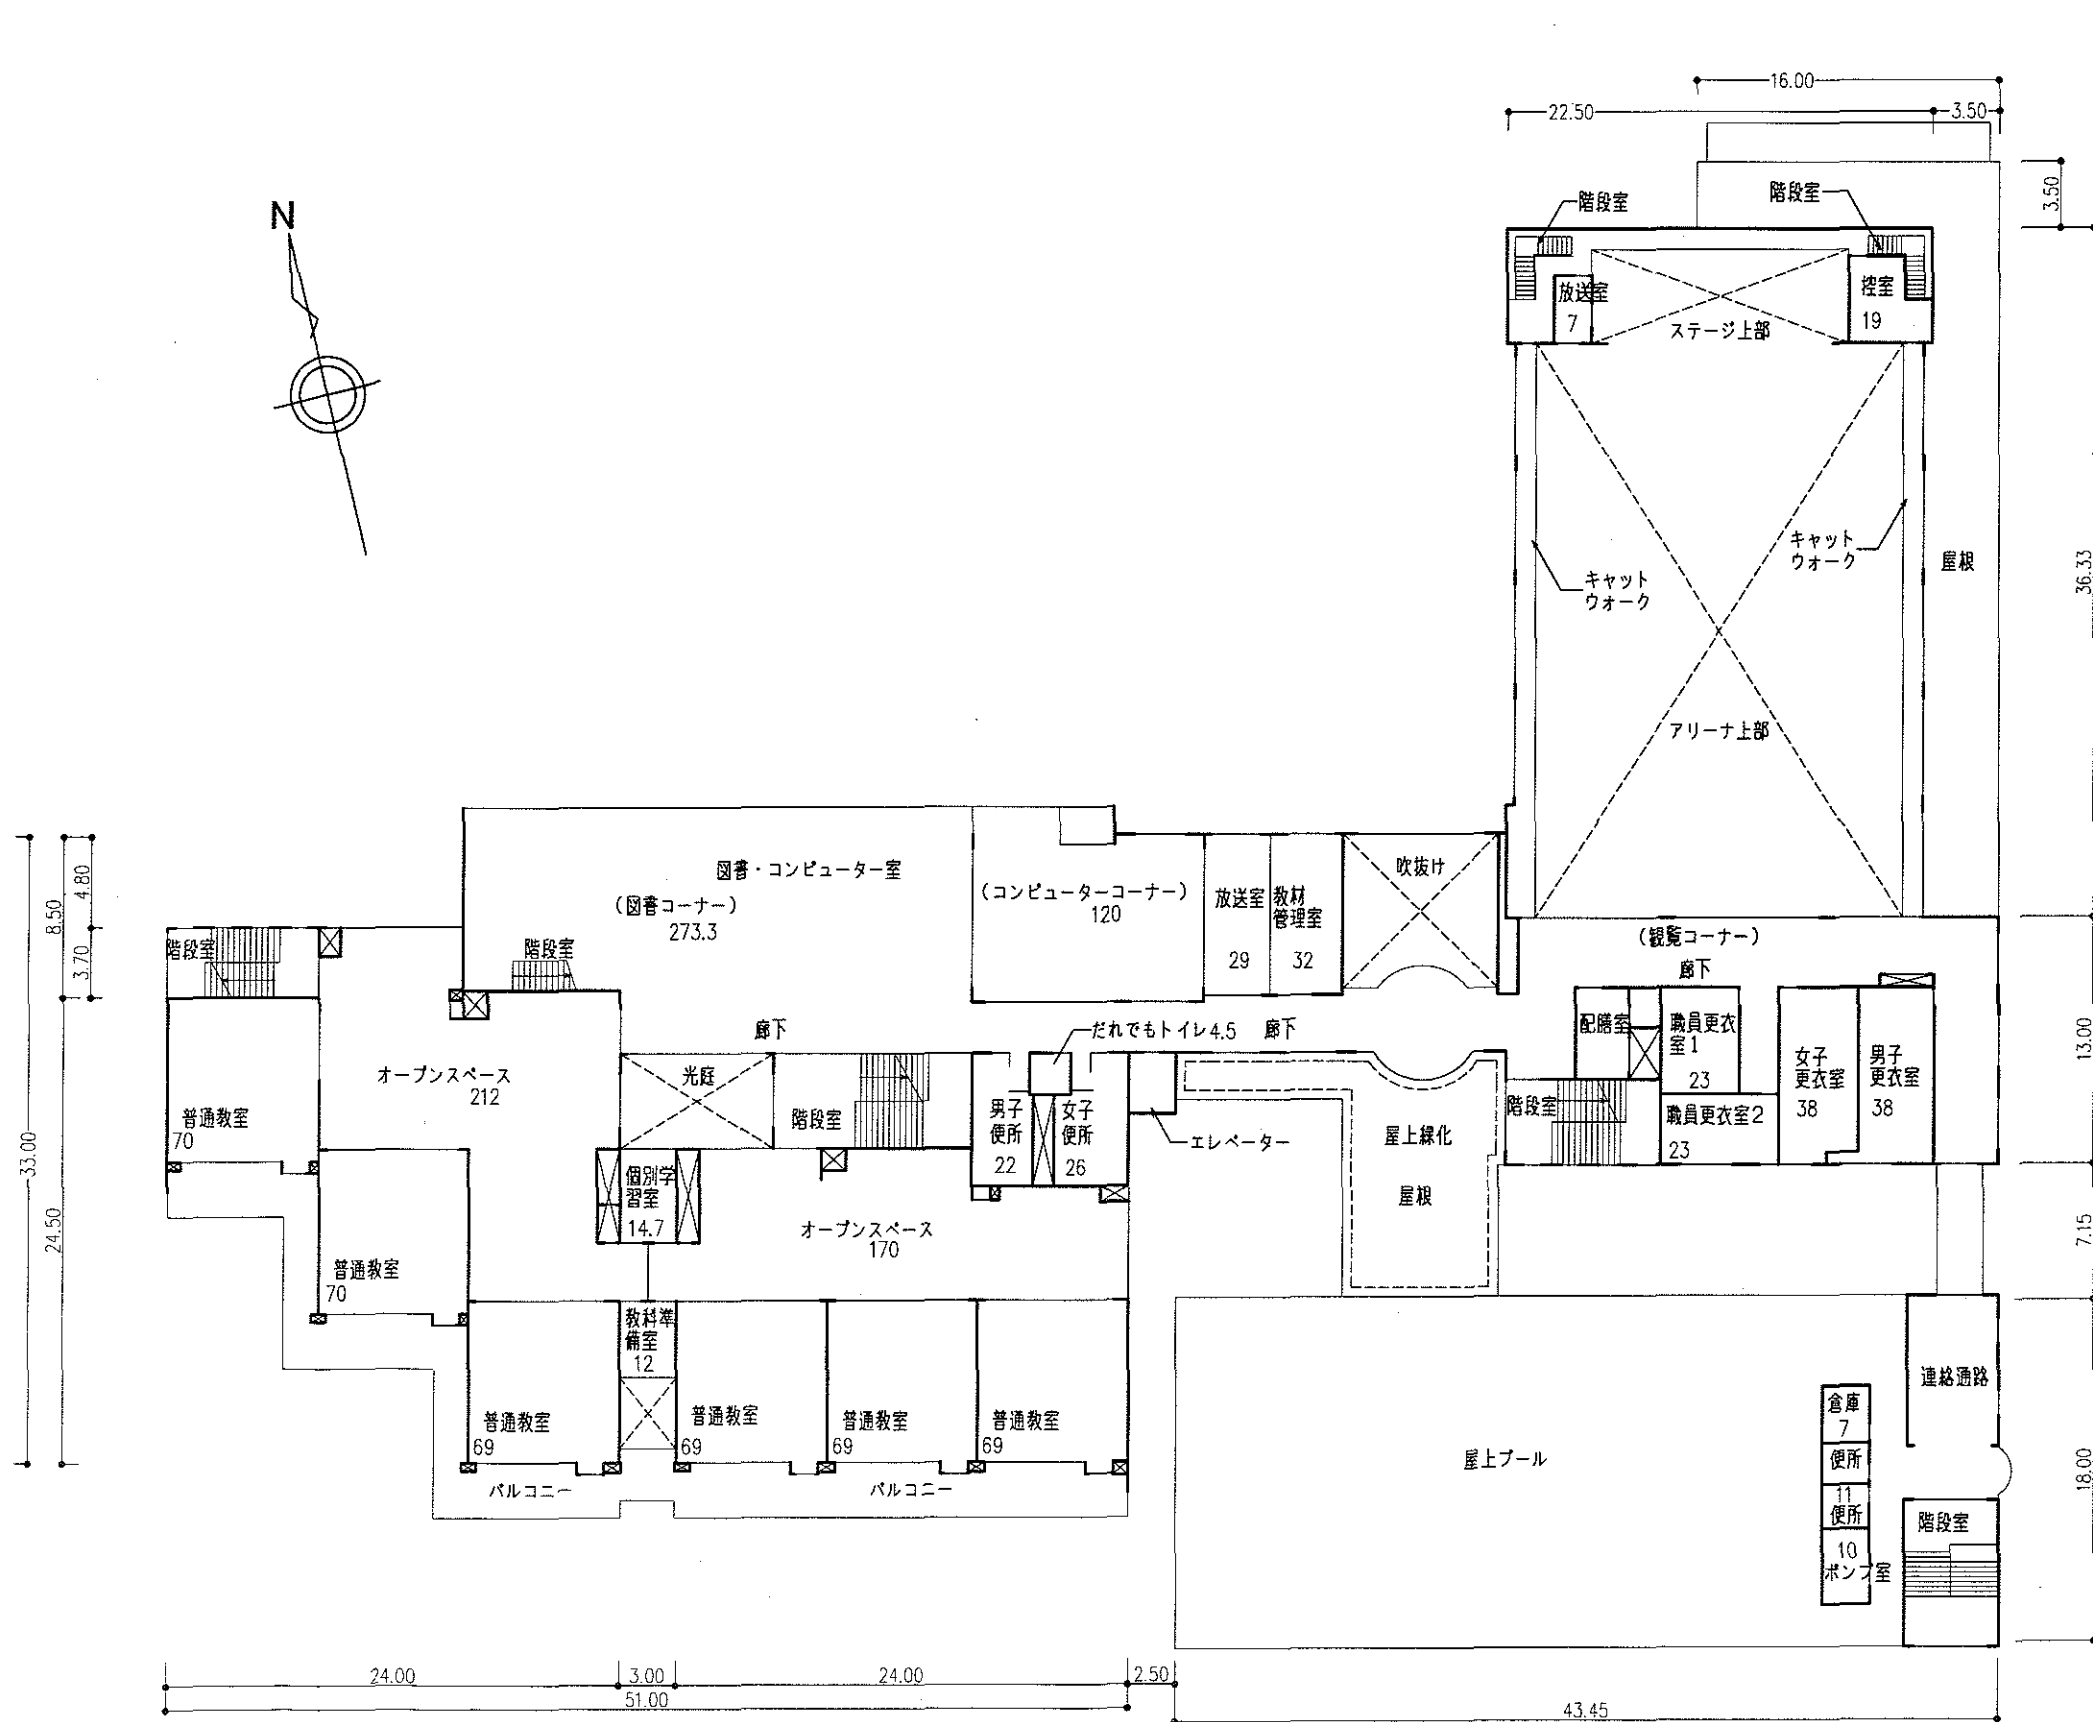 16.00
22.50
3.50
3.50
N
階段室
階段室
放送室
7
控室
19
ステージ上部
キャット
ウォーク
キャット
ウォーク
屋根
36.33
アリーナ上部
図書・コンピューター室
(図書コーナー)
273.3
(コンピューターコーナー)
120
放送室
29
教材
管理室
32
吹抜け
(観覧コーナー)
廊下
33.00
8.50
4.80
3.70
24.50
階段室
階段室
廊下
だれでもトイレ4.5
廊下
配膳室
職員更衣
室1
23
女子
更衣室
38
男子
更衣室
38
13.00
オープンスペース
212
光庭
階段室
男子
便所
22
女子
便所
26
エレベーター
屋上緑化
屋根
階段室
職員更衣室2
23
普通教室
70
個別学
習室
14.7
オープンスペース
170
7.15
普通教室
70
教科準
備室
12
普通教室
69
普通教室
69
普通教室
69
普通教室
69
バルコニー
バルコニー
屋上プール
連絡通路
倉庫
7
便所
11
便所
10
ポンプ室
階段室
18.00
24.00
3.00
24.00
2.50
51.00
43.45